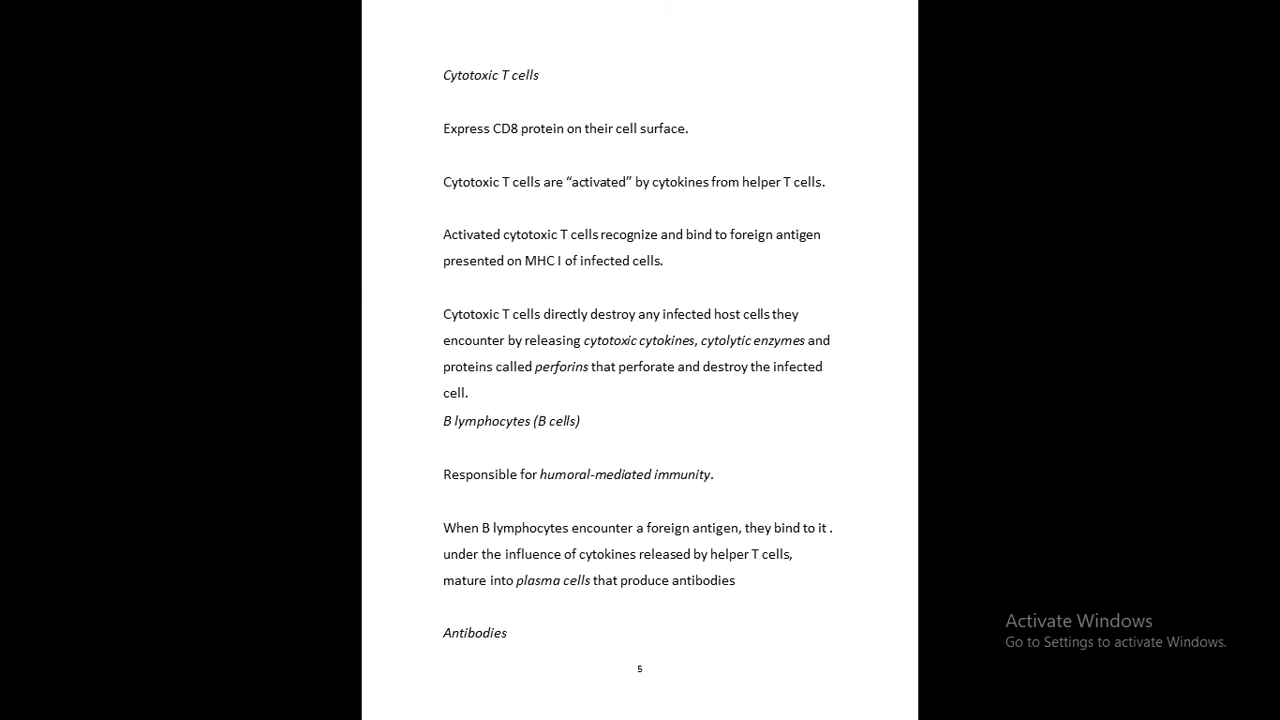 Cytotoxic T cells
Express CD8 protein on their cell surface.
Cytotoxic T cells are “activated” by cytokines from helper T cells.
Activated cytotoxic T cells recognize and bind to foreign antigen
presented on MHC I of infected cells.
Cytotoxic T cells directly destroy any infected host cells they
encounter by releasing cytotoxic cytokines, cytolytic enzymes and
proteins called perforins that perforate and destroy the infected
cell.
B lymphocytes (B cells)
Responsible for humoral-mediated immunity.
When B lymphocytes encounter a foreign antigen, they bind to it .
under the influence of cytokines released by helper T cells,
mature into plasma cells that produce antibodies
Antibodies
5
Activate Windows
Go to Settings to activate Windows.